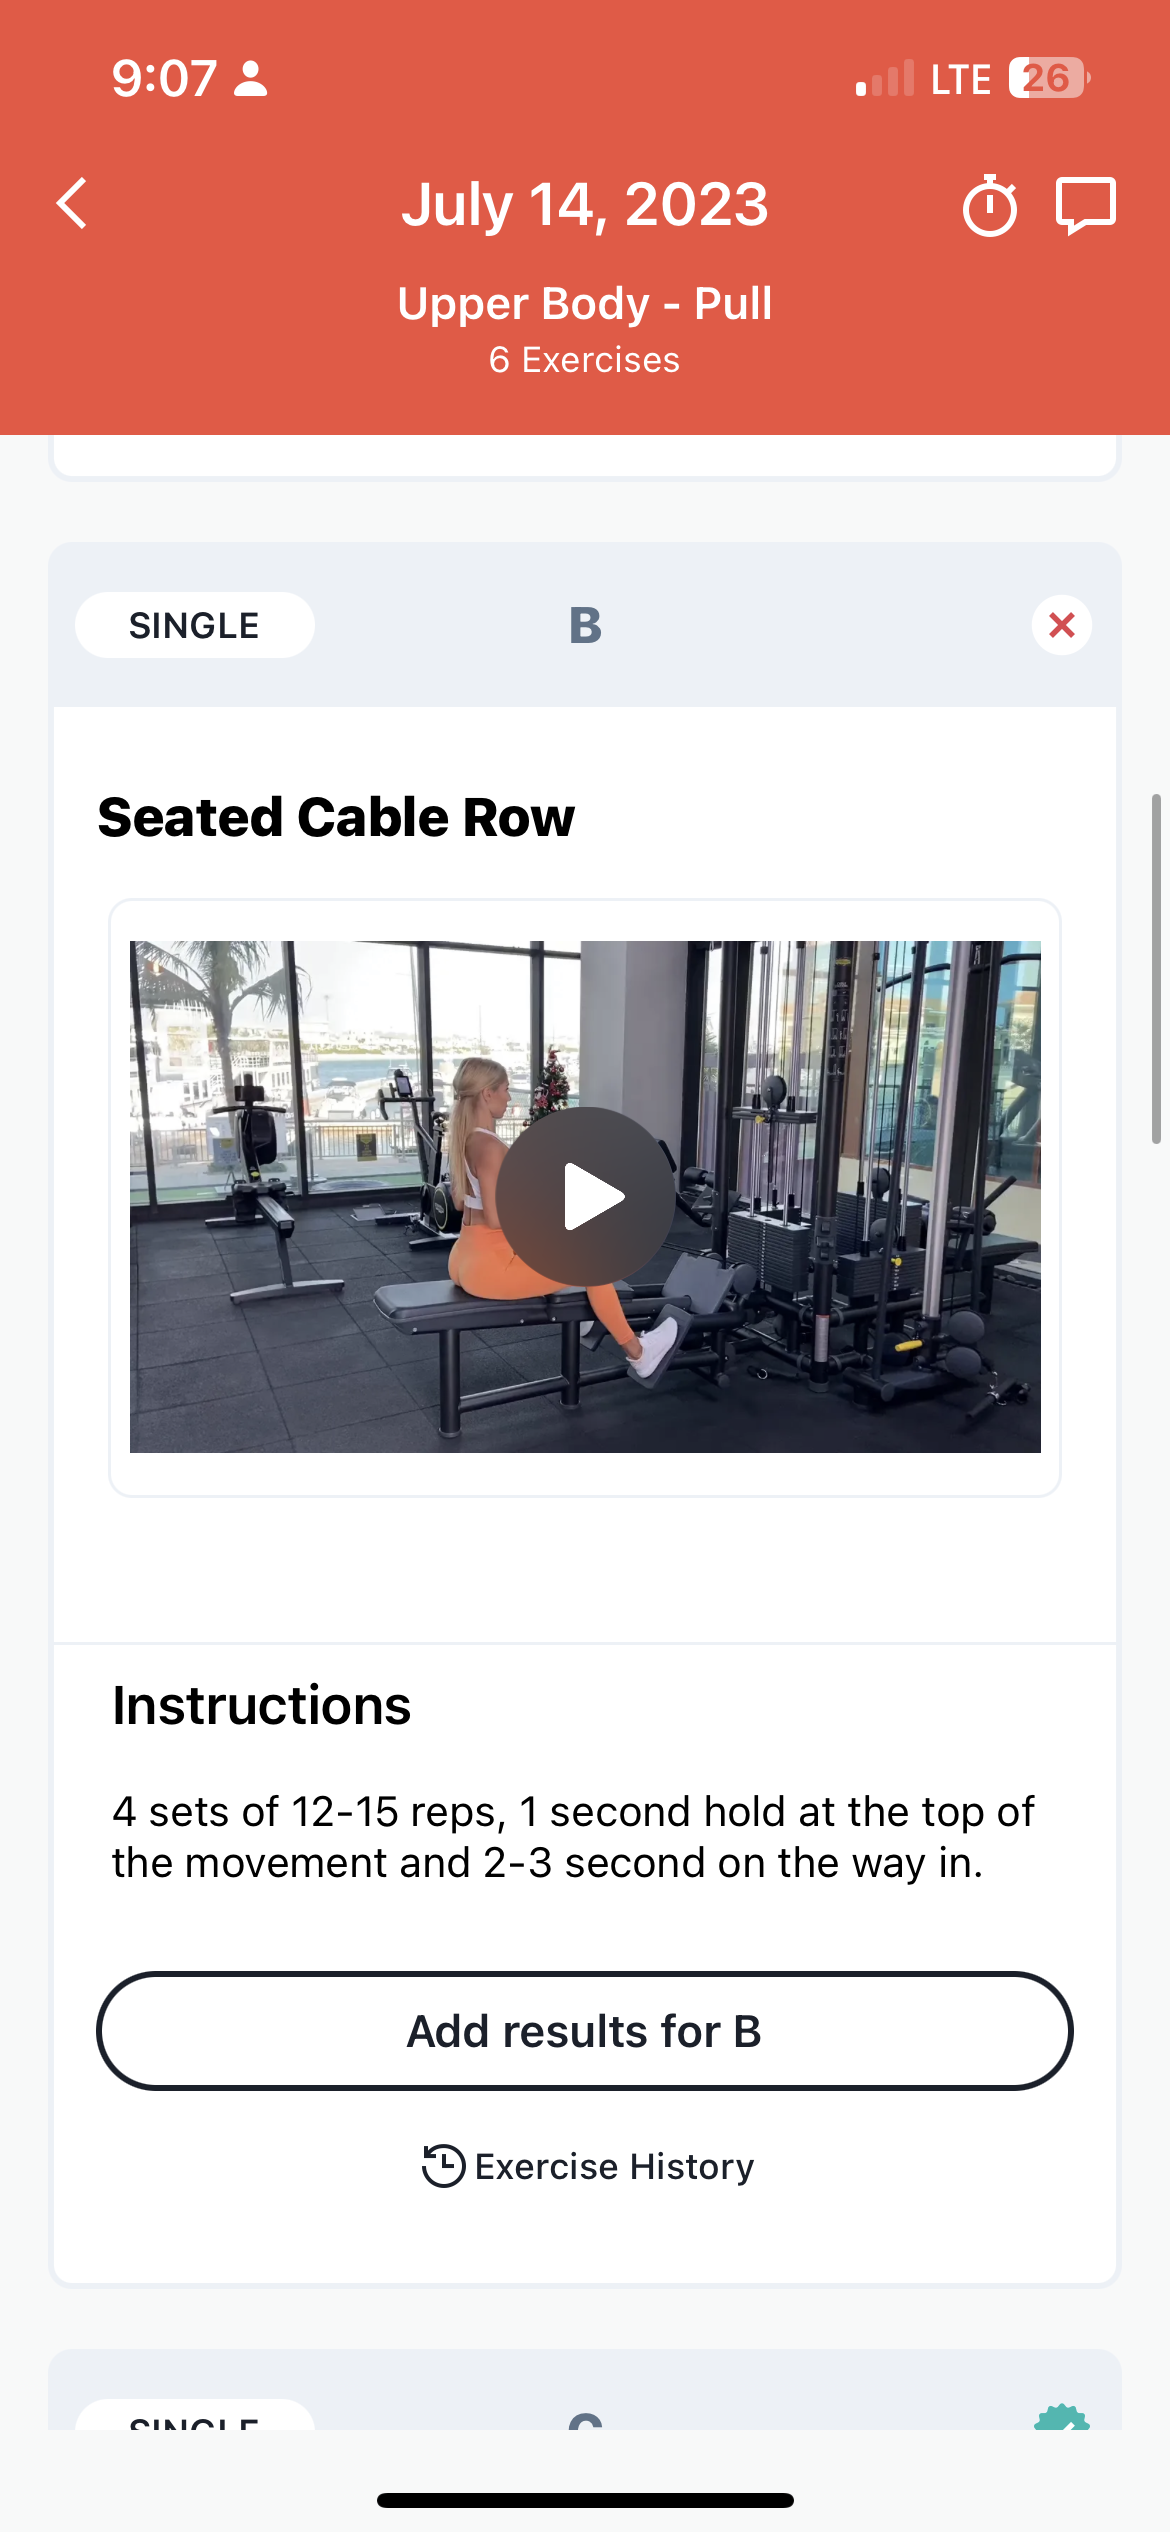 9:07
LTE 26
July 14, 2023
Upper Body - Pull
6 Exercises
SINGLE
B
Seated Cable Row
Instructions
4 sets of 12-15 reps, 1 second hold at the top of
the movement and 2-3 second on the way in.
Add results for B
Exercise History
SINGLE
C